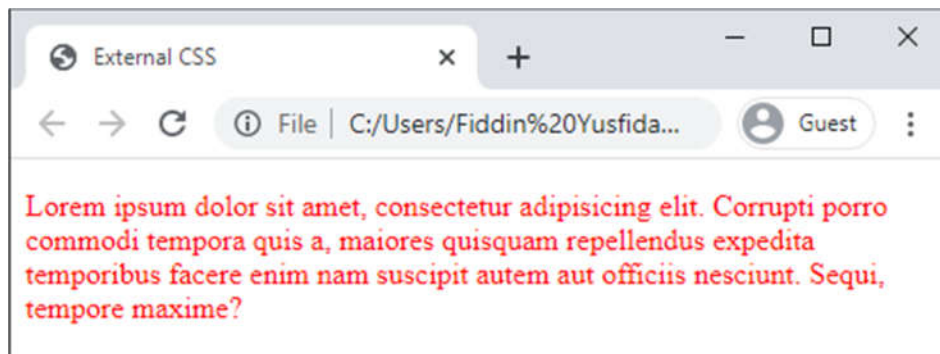 External CSS
File | C:/Users/Fiddin%20Yusfida... Guest
Lorem ipsum dolor sit amet, consectetur adipisicing elit. Corrupti porro
commodi tempora quis a, maiores quisquam repellendus expedita
temporibus facere enim nam suscipit autem aut officiis nesciunt. Sequi,
tempore maxime?